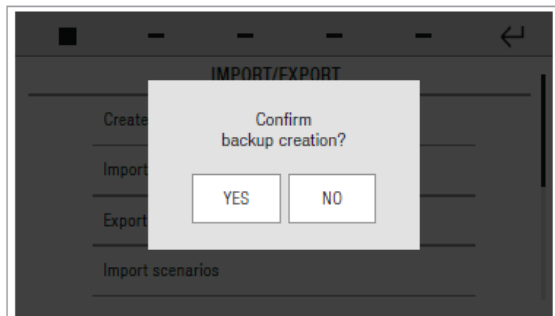 IMPORT/EXPORT
Create
Confirm
backup creation?
Import
YES
NO
Export
Import scenarios